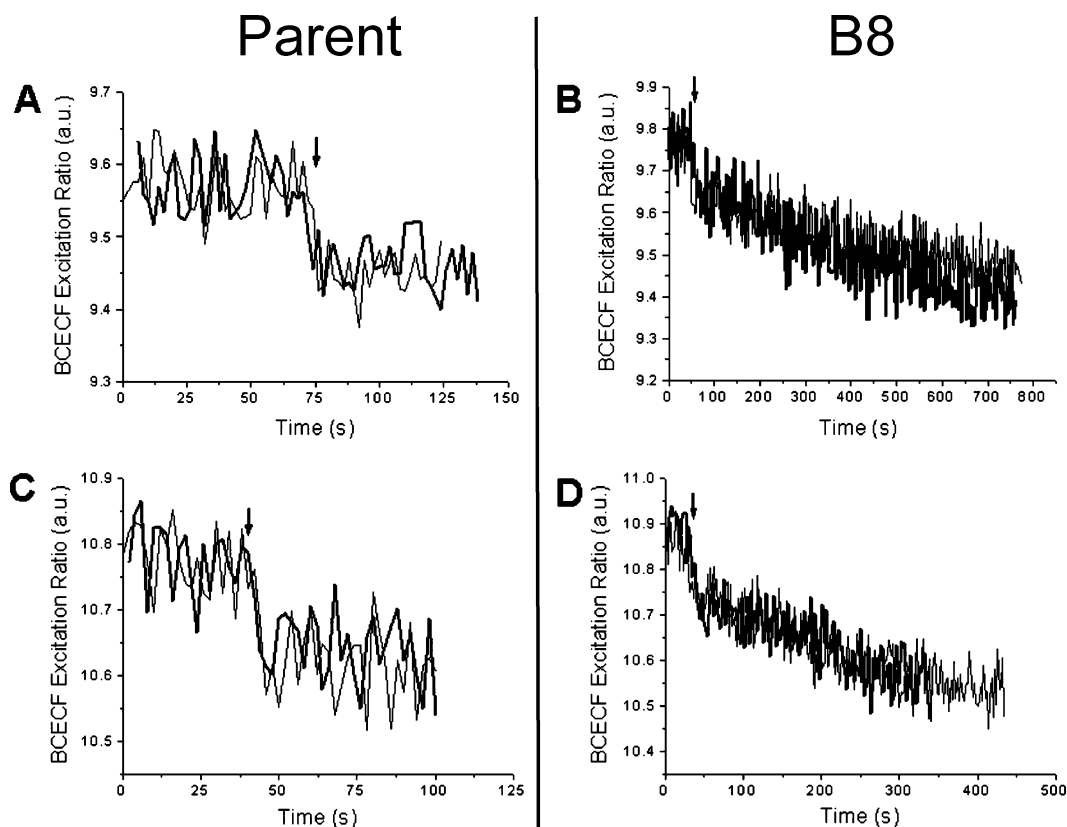 Parent
B8
A
BCECF Excitation Ratio (a.u.)
9.7
9.6
9.5
9.4
9.3
0 25 50 75 100 125 150
Time (s)
B
BCECF Excitation Ratio (a.u.)
9.9
9.8
9.7
9.6
9.5
9.4
9.3
9.2
0 100 200 300 400 500 600 700 800
Time (s)
C
BCECF Excitation Ratio (a.u.)
10.9
10.8
10.7
10.6
10.5
0 25 50 75 100 125
Time (s)
D
BCECF Excitation Ratio (a.u.)
11.0
10.9
10.8
10.7
10.6
10.5
10.4
0 100 200 300 400 500
Time (s)